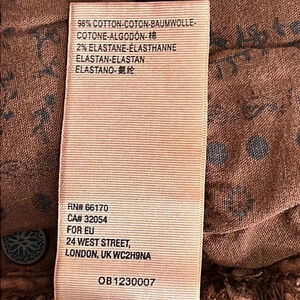 98% COTTON-COTON-BAUMWOLLE-
COTONE-ALGODÓN-棉
2% ELASTANE-ÉLASTHANNE
ELASTAN-ELASTAN
ELASTANO-氨纶
RN# 66170
CA# 32054
FOR EU
24 WEST STREET,
LONDON, UK WC2H9NA
OB1230007